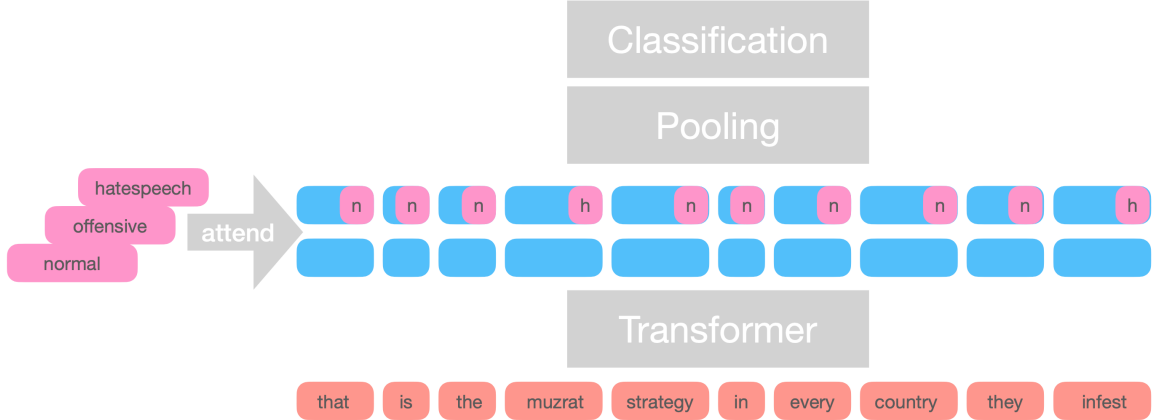 Classification
Pooling
hatespeech
offensive
normal
attend
n n n h n n n n n h
Transformer
that is the muzrat strategy in every country they infest